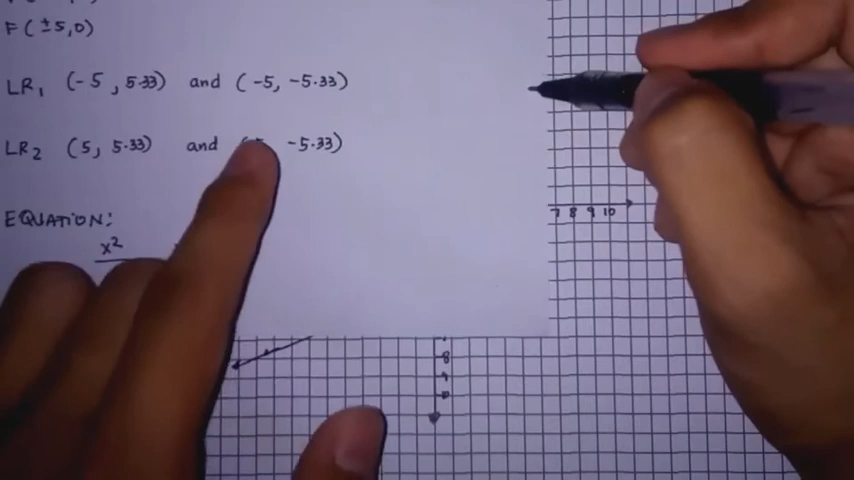 F(±5,0)
LR1 (-5, 5.33) and (-5, -5.33)
LR2 (5, 5.33) and -5.33)
EQUATION:
x²
7 8 9 10
8
9